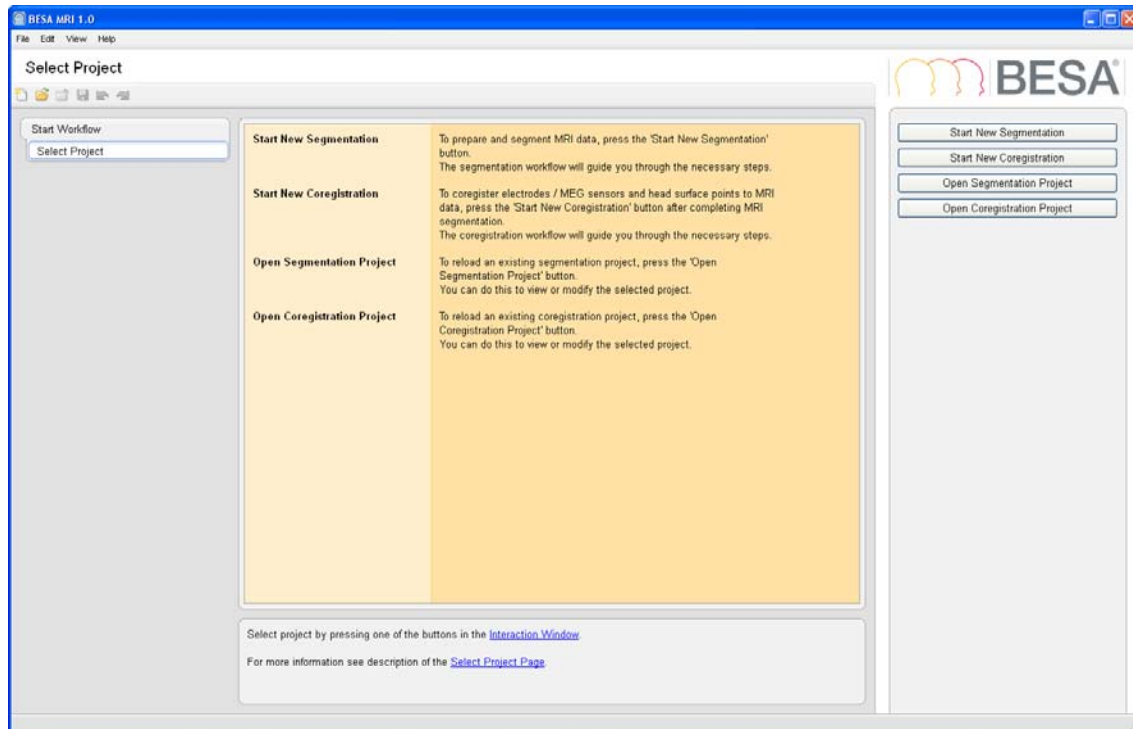 BESA MRI 1.0
File Edit View Help
Select Project
BESA®
Start Workflow
Select Project
Start New Segmentation
To prepare and segment MRI data, press the 'Start New Segmentation'
button.
The segmentation workflow will guide you through the necessary steps.
Start New Coregistration
To coregister electrodes / MEG sensors and head surface points to MRI
data, press the 'Start New Coregistration' button after completing MRI
segmentation.
The coregistration workflow will guide you through the necessary steps.
Open Segmentation Project
To reload an existing segmentation project, press the 'Open
Segmentation Project' button.
You can do this to view or modify the selected project.
Open Coregistration Project
To reload an existing coregistration project, press the 'Open
Coregistration Project' button.
You can do this to view or modify the selected project.
Select project by pressing one of the buttons in the Interaction Window.
For more information see description of the Select Project Page.
Start New Segmentation
Start New Coregistration
Open Segmentation Project
Open Coregistration Project